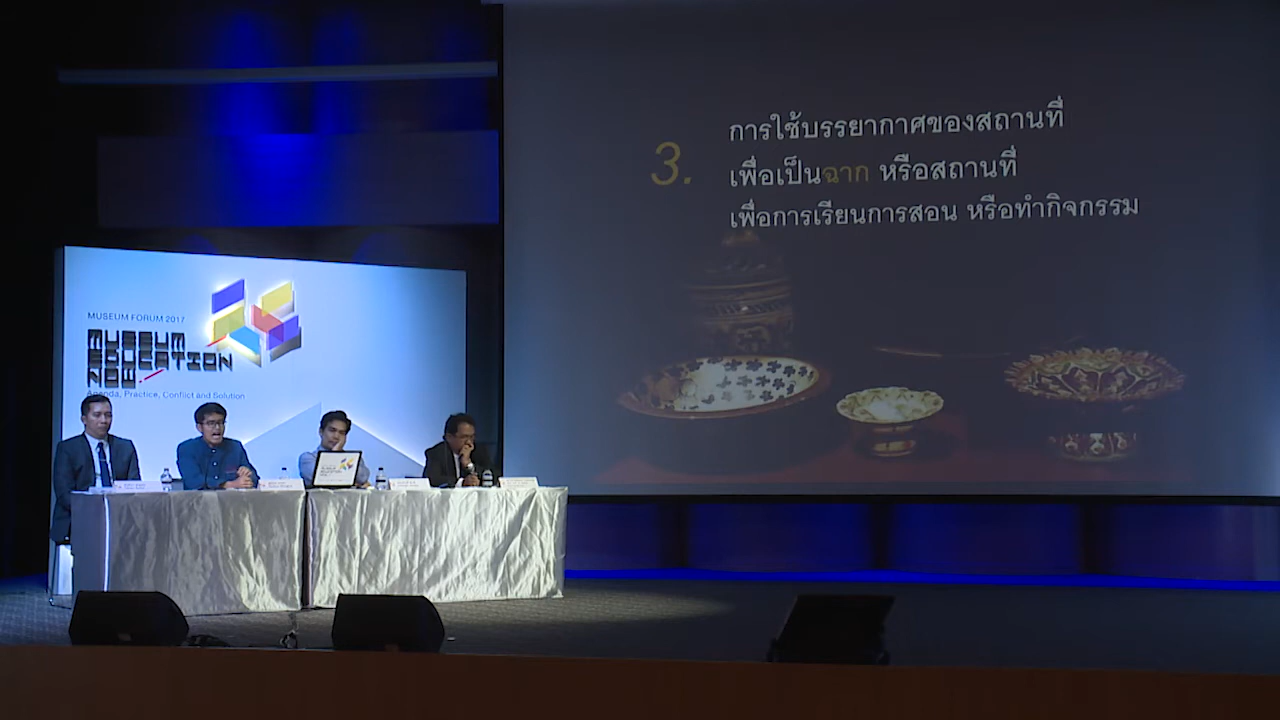 3.
การใช้บรรยากาศของสถานที่
เพื่อเป็นฉาก หรือสถานที่
เพื่อการเรียนการสอน หรือทำกิจกรรม
MUSEUM FORUM 2017
MUSEUM
EDUCATION
NOW
Agenda, Practice, Conflict and Solution